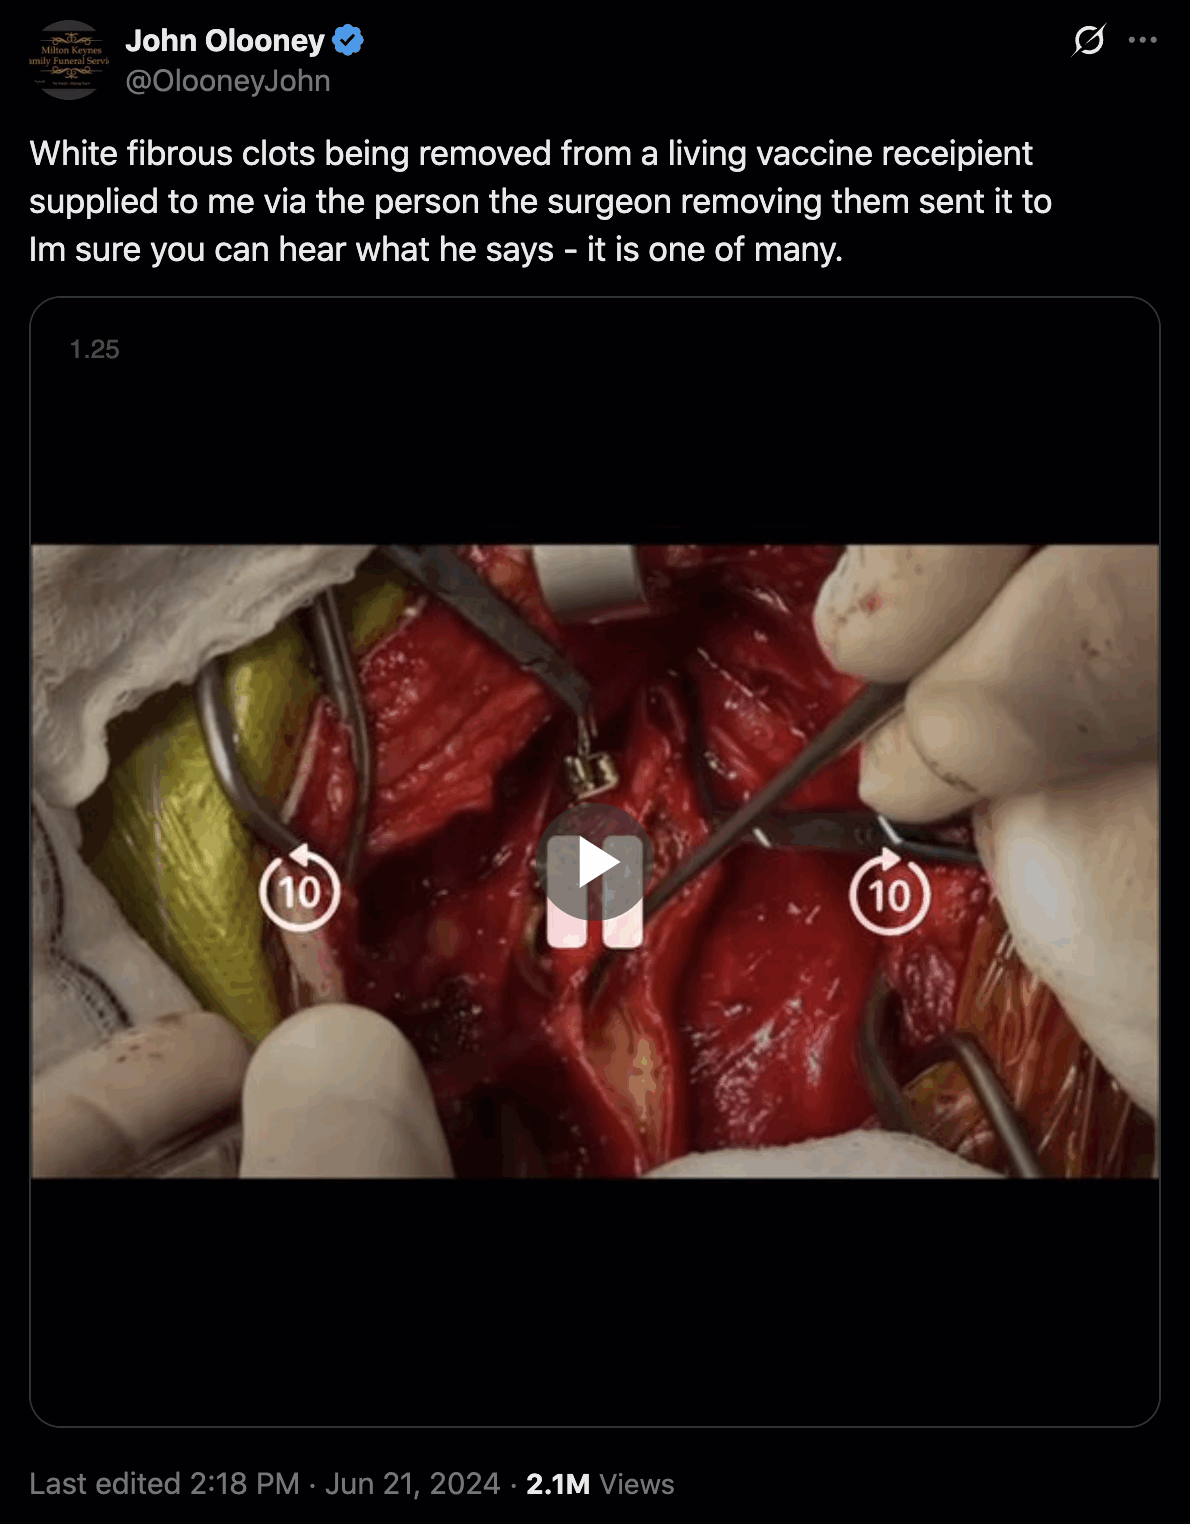 Milton Keynes
amily Funeral Servi
John Olooney
@OlooneyJohn
White fibrous clots being removed from a living vaccine receipient
supplied to me via the person the surgeon removing them sent it to
Im sure you can hear what he says - it is one of many.
1.25
10
10
Last edited 2:18 PM · Jun 21, 2024 · 2.1M Views